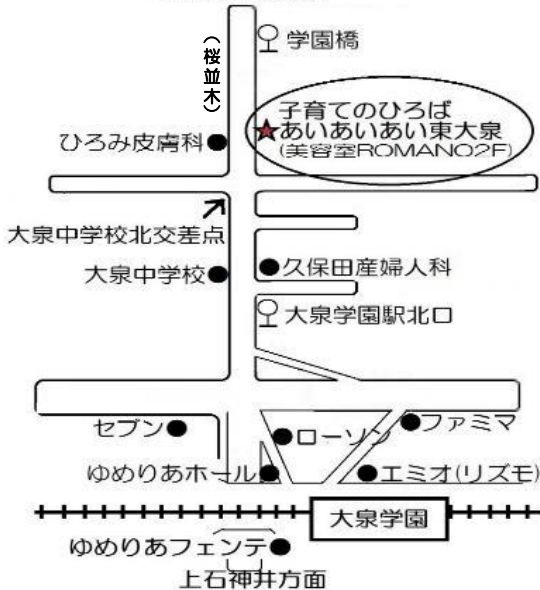 学園橋
(桜並木)
子育てのひろば
あいあいあい東大泉
(美容室ROMANO2F)
ひろみ皮膚科
大泉中学校北交差点
大泉中学校
久保田産婦人科
大泉学園駅北口
セブン
ローソン
ファミマ
ゆめりあホール
エミオ(リズモ)
大泉学園
ゆめりあフェンテ
上石神井方面